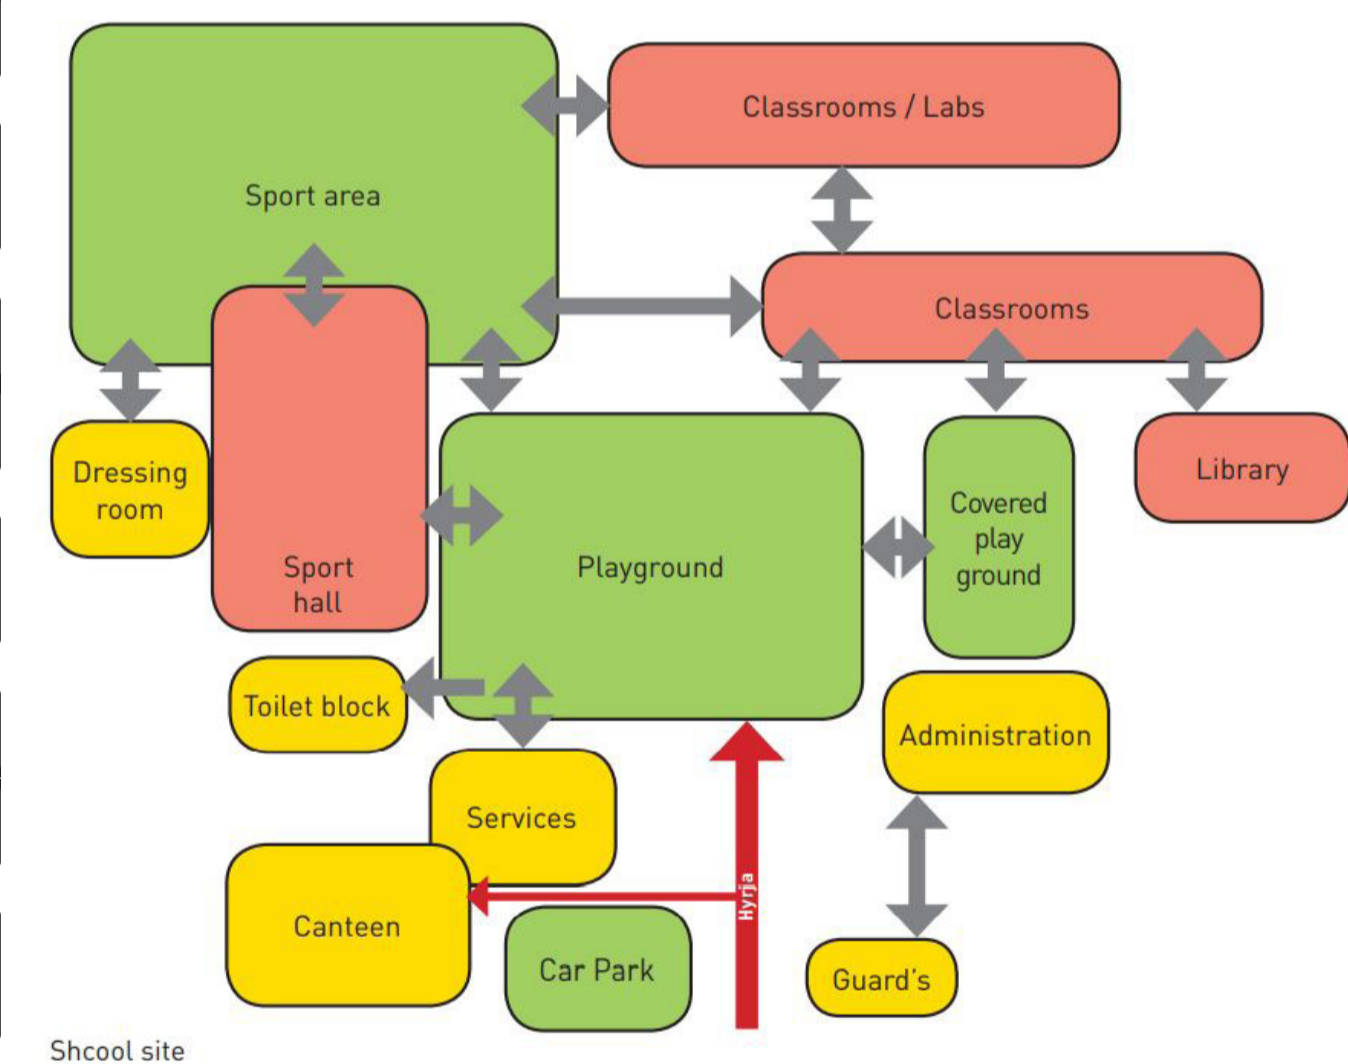 Classrooms / Labs
Sport area
Classrooms
Dressing
room
Library
Covered
play
ground
Sport
hall
Playground
Toilet block
Administration
Services
Hyrja
Canteen
Car Park
Guard's
Shcool site